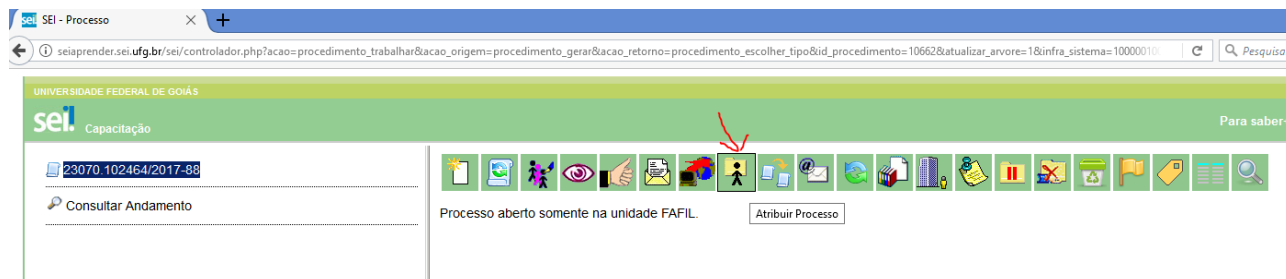 sei. SEI - Processo
seiaprender.sei.ufg.br/sei/controlador.php?acao=procedimento_trabalhar&acao_origem=procedimento_gerar&acao_retorno=procedimento_escolher_tipo&id_procedimento=10662&atualizar_arvore=1&infra_sistema=10000010
Pesquisa
UNIVERSIDADE FEDERAL DE GOIÁS
sei! Capacitação
Para saber+
23070.102464/2017-88
Consultar Andamento
Processo aberto somente na unidade FAFIL.
Atribuir Processo